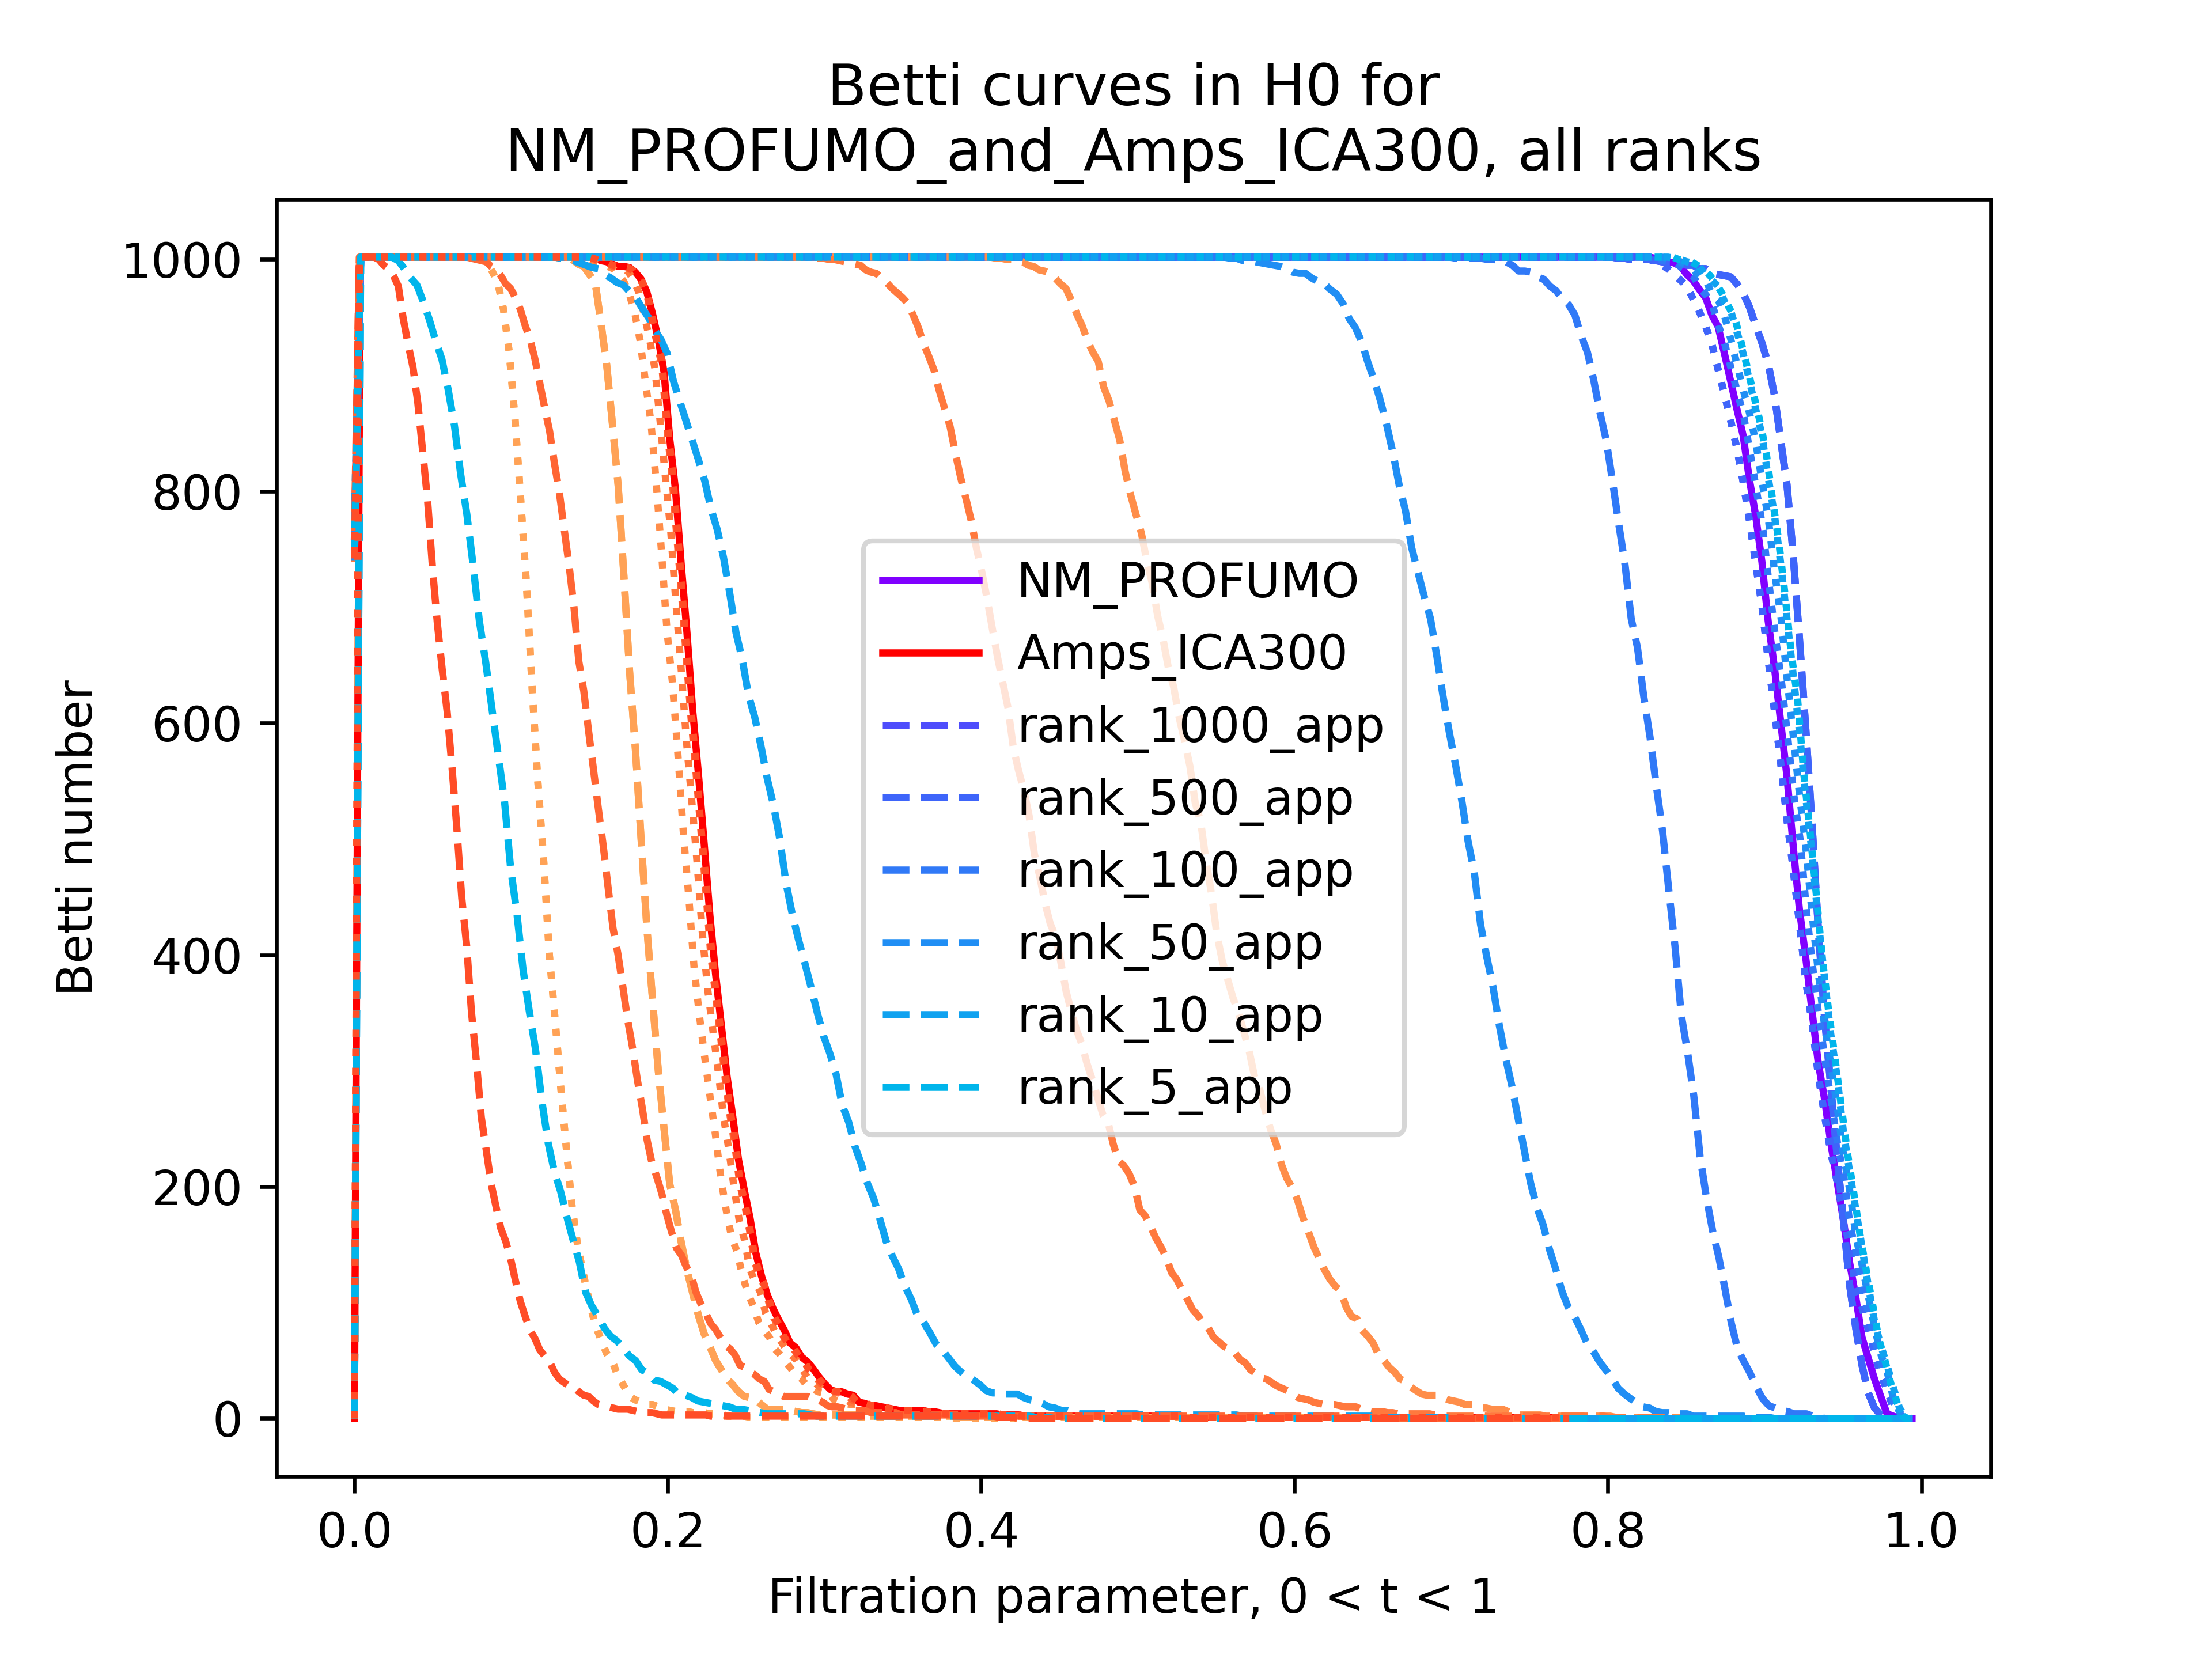 Betti curves in H0 for
NM_PROFUMO_and_Amps_ICA300, all ranks
Betti number
1000
800
600
400
200
0
NM_PROFUMO
Amps_ICA300
rank_1000_app
rank_500_app
rank_100_app
rank_50_app
rank_10_app
rank_5_app
0.0 0.2 0.4 0.6 0.8 1.0
Filtration parameter, 0 < t < 1